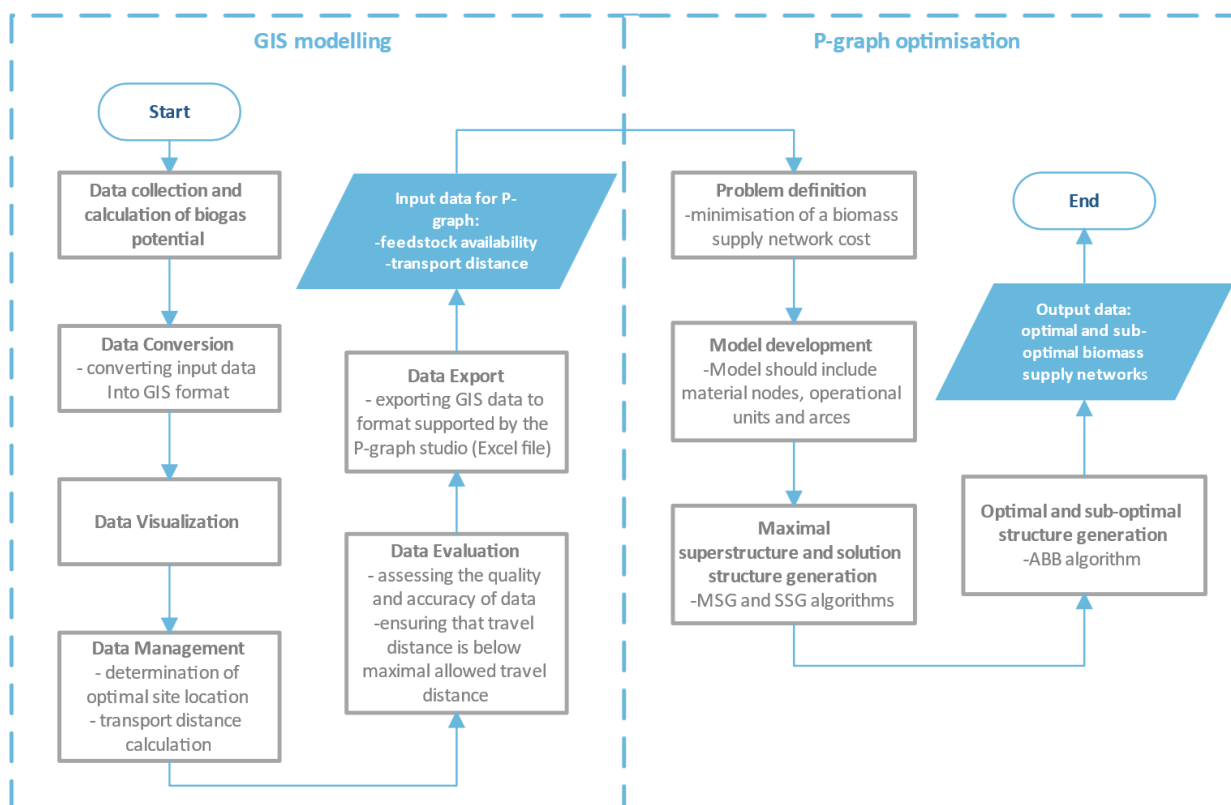 GIS modelling
Start
Data collection and
calculation of biogas
potential
Data Conversion
- converting input data
Into GIS format
Data Visualization
Data Management
- determination of
optimal site location
- transport distance
calculation
Input data for P-
graph:
-feedstock availability
-transport distance
Data Export
- exporting GIS data to
format supported by the
P-graph studio (Excel file)
Data Evaluation
- assessing the quality
and accuracy of data
-ensuring that travel
distance is below
maximal allowed travel
distance
P-graph optimisation
Problem definition
-minimisation of a biomass
supply network cost
Model development
-Model should include
material nodes, operational
units and arces
Maximal
superstructure and solution
structure generation
-MSG and SSG algorithms
End
Output data:
optimal and sub-
optimal biomass
supply networks
Optimal and sub-optimal
structure generation
-ABB algorithm